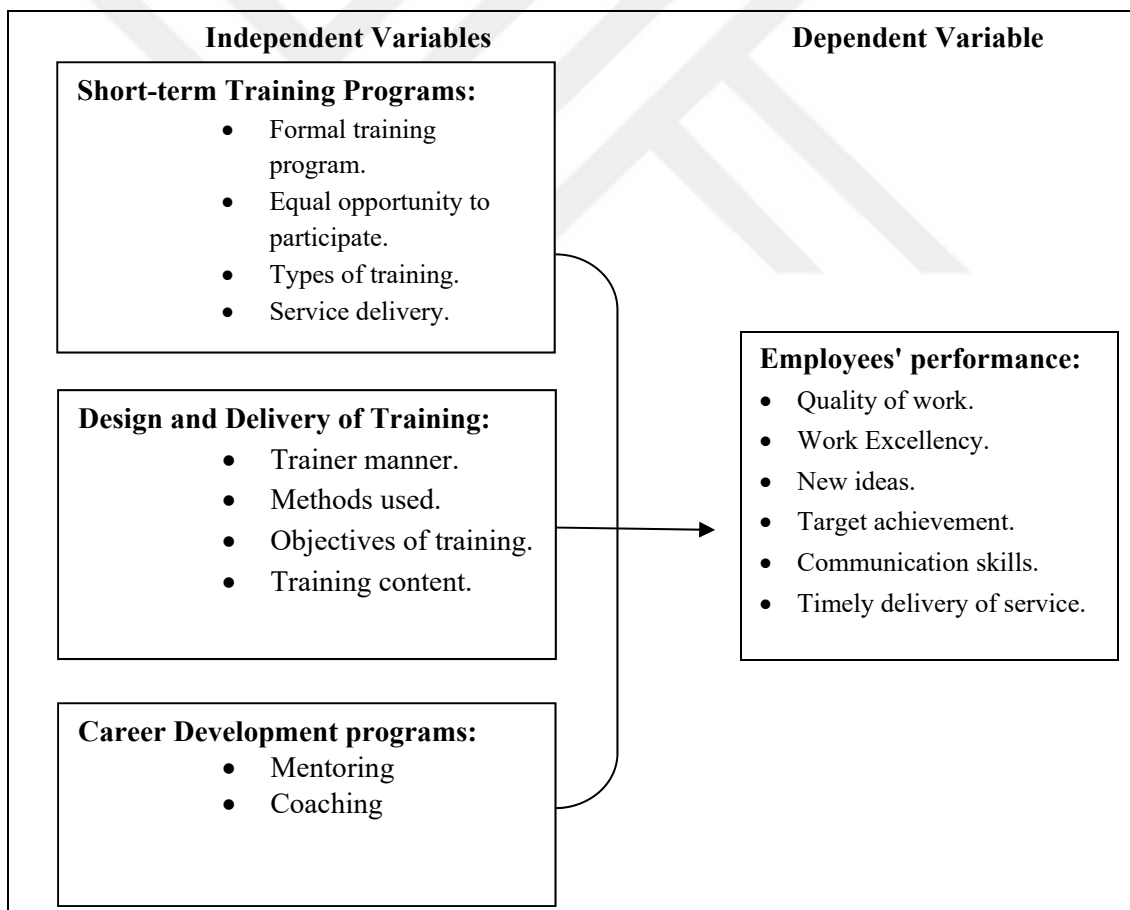 Independent Variables
Dependent Variable
Short-term Training Programs:
• Formal training
program.
• Equal opportunity to
participate.
• Types of training.
• Service delivery.
Design and Delivery of Training:
• Trainer manner.
• Methods used.
• Objectives of training.
• Training content.
Career Development programs:
• Mentoring
• Coaching
Employees' performance:
• Quality of work.
• Work Excellency.
• New ideas.
• Target achievement.
• Communication skills.
• Timely delivery of service.